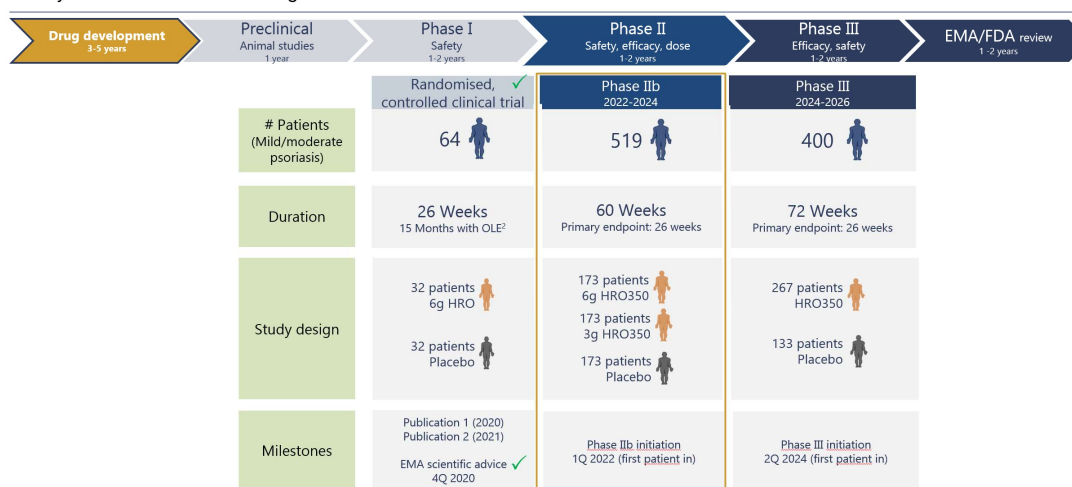 Drug development
3-5 years
Preclinical
Animal studies
1 year
Phase I
Safety
1-2 years
Phase II
Safety, efficacy, dose
1-2 years
Phase III
Efficacy, safety
1-2 years
EMA/FDA review
1 -2 years
Randomised,
controlled clinical trial
Phase IIb
2022-2024
Phase III
2024-2026
# Patients
(Mild/moderate
psoriasis)
64
519
400
Duration
26 Weeks
15 Months with OLE²
60 Weeks
Primary endpoint: 26 weeks
72 Weeks
Primary endpoint: 26 weeks
Study design
32 patients
6g HRO
32 patients
Placebo
173 patients
6g HRO350
173 patients
3g HRO350
173 patients
Placebo
267 patients
HRO350
133 patients
Placebo
Milestones
Publication 1 (2020)
Publication 2 (2021)
EMA scientific advice
4Q 2020
Phase IIb initiation
1Q 2022 (first patient in)
Phase III initiation
2Q 2024 (first patient in)